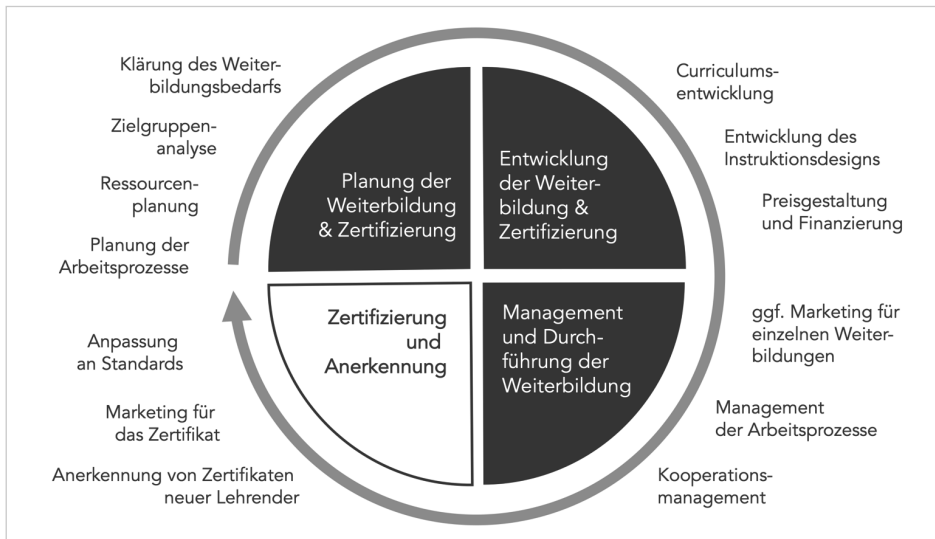 Klärung des Weiter-
bildungsbedarfs
Zielgruppen-
analyse
Ressourcen-
planung
Planung der
Arbeitsprozesse
Planung der
Weiterbildung
& Zertifizierung
Entwicklung
der Weiter-
bildung &
Zertifizierung
Curriculums-
entwicklung
Entwicklung des
Instruktionsdesigns
Preisgestaltung
und Finanzierung
Management
und Durch-
führung der
Weiterbildung
ggf. Marketing für
einzelnen Weiter-
bildungen
Management
der Arbeitsprozesse
Kooperations-
management
Zertifizierung
und
Anerkennung
Anpassung
an Standards
Marketing für
das Zertifikat
Anerkennung von Zertifikaten
neuer Lehrender